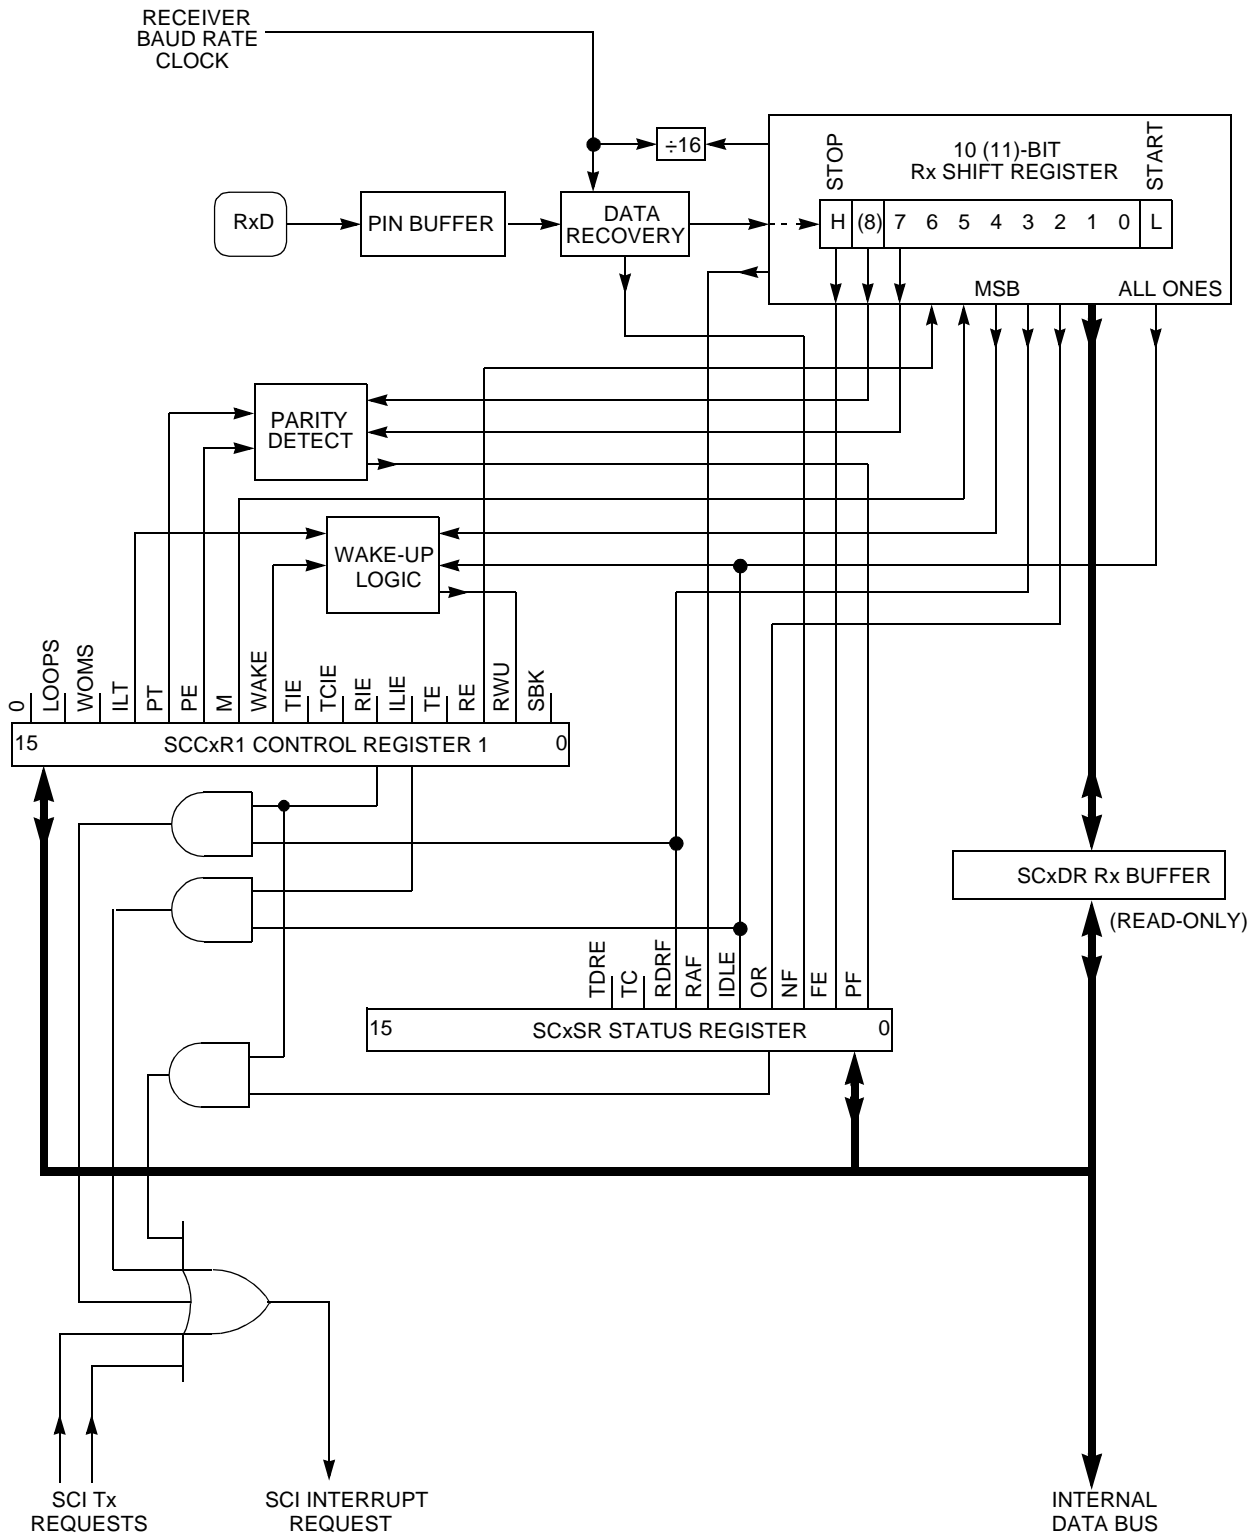 RECEIVER
BAUD RATE
CLOCK
÷16
10 (11)-BIT
Rx SHIFT REGISTER
STOP
START
RxD
PIN BUFFER
DATA
RECOVERY
H (8) 7 6 5 4 3 2 1 0 L
MSB
ALL ONES
PARITY
DETECT
WAKE-UP
LOGIC
0
LOOPS
WOMS
ILT
PT
PE
M
WAKE
TIE
TCIE
RIE
ILIE
TE
RE
RWU
SBK
15 SCCxR1 CONTROL REGISTER 1 0
SCxDR Rx BUFFER
(READ-ONLY)
TDRE
TC
RDRF
RAF
IDLE
OR
NF
FE
PF
15 SCxSR STATUS REGISTER 0
SCI Tx
REQUESTS
SCI INTERRUPT
REQUEST
INTERNAL
DATA BUS